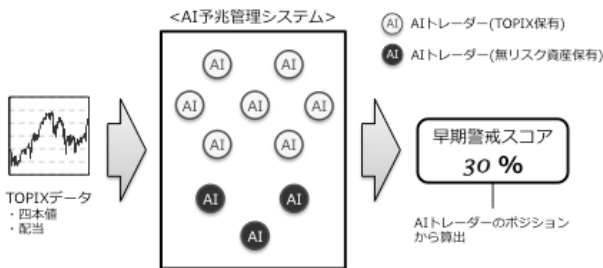 <AI予兆管理システム>
AI AIトレーダー(TOPIX保有)
AI AIトレーダー(無リスク資産保有)
AI AI
AI AI AI
AI AI
AI AI
AI
TOPIXデータ
・四本値
・配当
早期警戒スコア
30 %
AIトレーダーのポジション
から算出